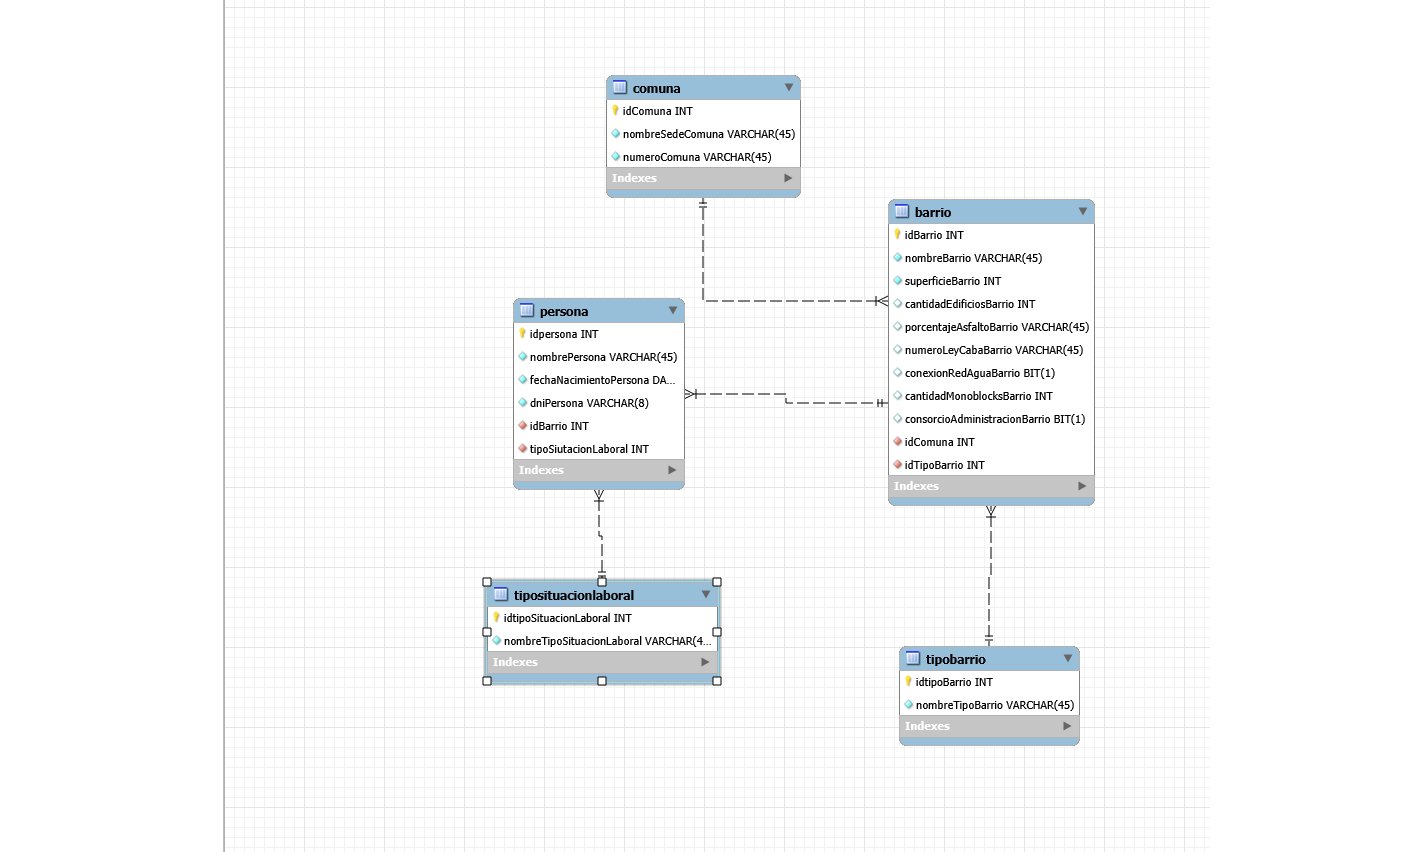 comuna
idComuna INT
nombreSedeComuna VARCHAR(45)
numeroComuna VARCHAR(45)
Indexes
barrio
idBarrio INT
nombreBarrio VARCHAR(45)
superficieBarrio INT
cantidadEdificiosBarrio INT
porcentajeAsfaltoBarrio VARCHAR(45)
numeroLeyCabaBarrio VARCHAR(45)
conexionRedAguaBarrio BIT(1)
cantidadMonoblocksBarrio INT
consorcioAdministracionBarrio BIT(1)
idComuna INT
idTipoBarrio INT
Indexes
persona
idpersona INT
nombrePersona VARCHAR(45)
fechaNacimientoPersona DA...
dniPersona VARCHAR(8)
idBarrio INT
tipoSiutacionLaboral INT
Indexes
tiposituacionlaboral
idtipoSituacionLaboral INT
nombreTipoSituacionLaboral VARCHAR(4...
Indexes
tipobarrio
idtipoBarrio INT
nombreTipoBarrio VARCHAR(45)
Indexes